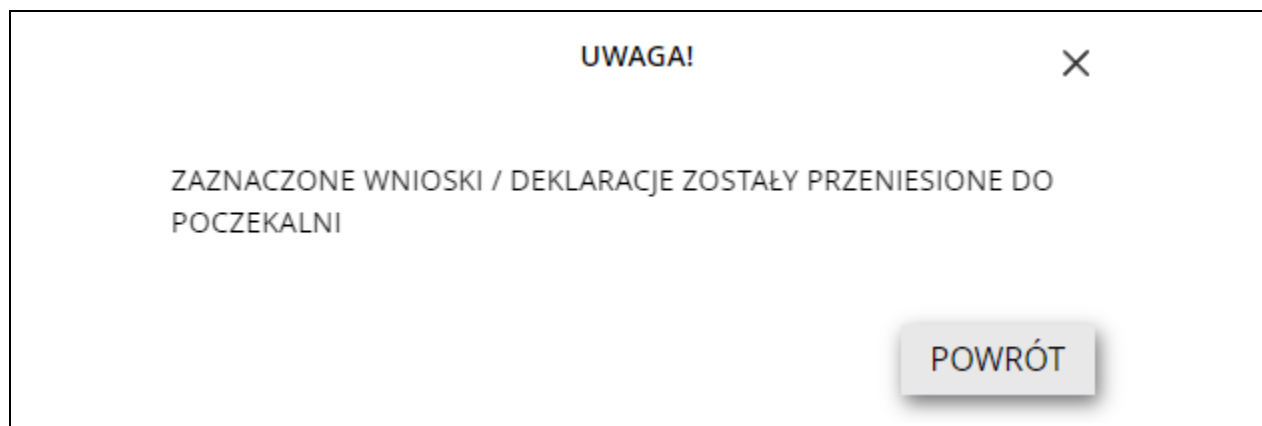 UWAGA!
ZAZNACZONE WNIOSKI / DEKLARACJE ZOSTAŁY PRZENIESIONE DO
POCZEKALNI
POWRÓT